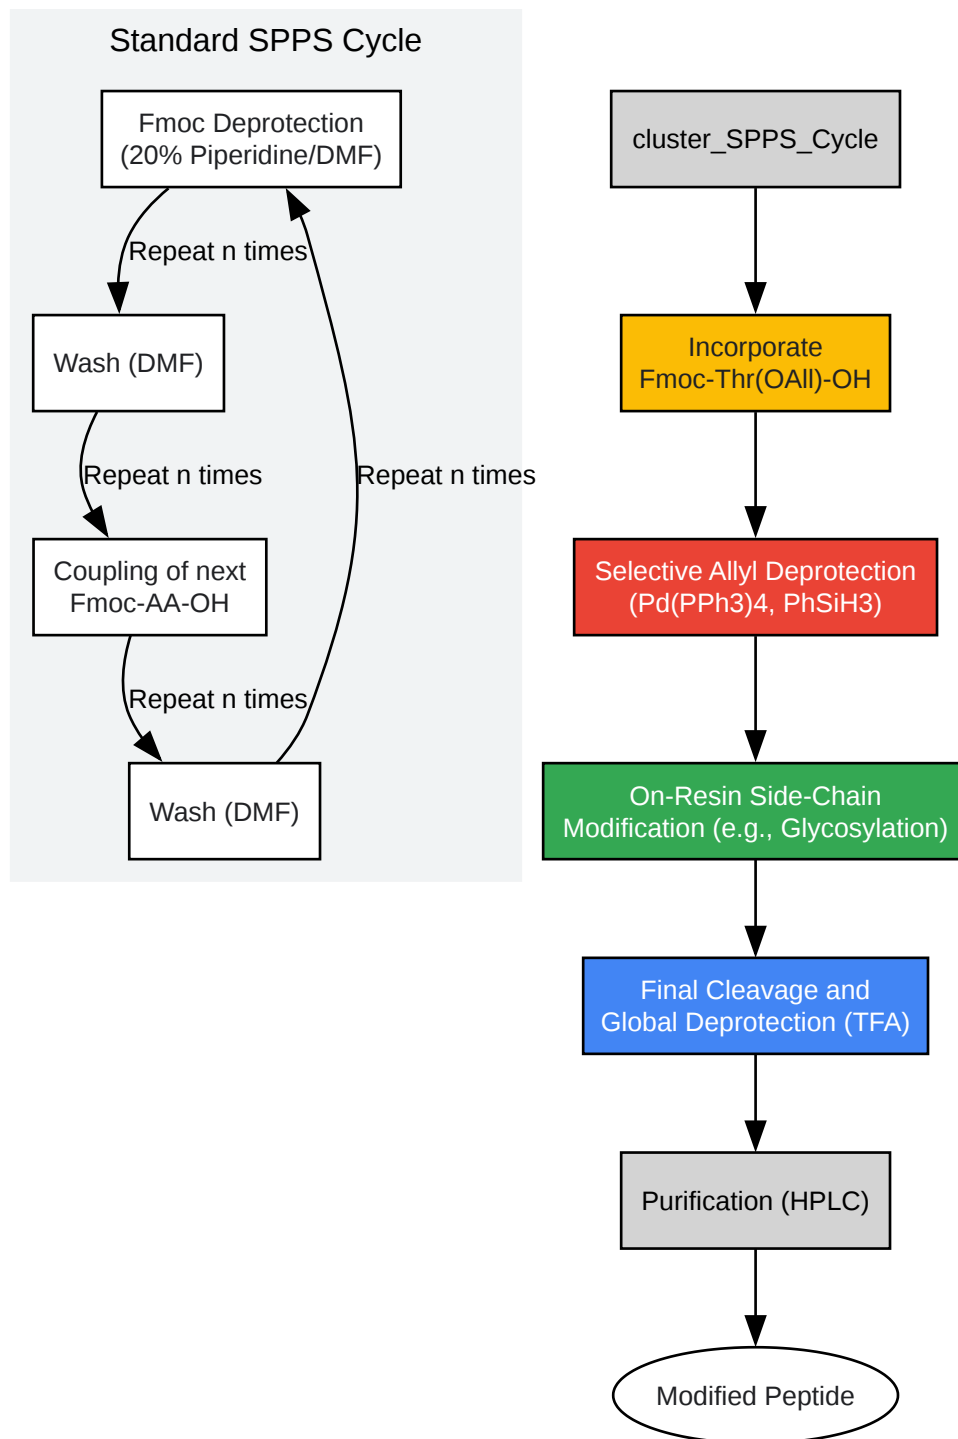 Standard SPPS Cycle
Fmoc Deprotection
(20% Piperidine/DMF)
Repeat n times
Wash (DMF)
Repeat n times
Repeat n times
Coupling of next
Fmoc-AA-OH
Repeat n times
Wash (DMF)
cluster_SPPS_Cycle
Incorporate
Fmoc-Thr(OAll)-OH
Selective Allyl Deprotection
(Pd(PPh3)4, PhSiH3)
On-Resin Side-Chain
Modification (e.g., Glycosylation)
Final Cleavage and
Global Deprotection (TFA)
Purification (HPLC)
Modified Peptide